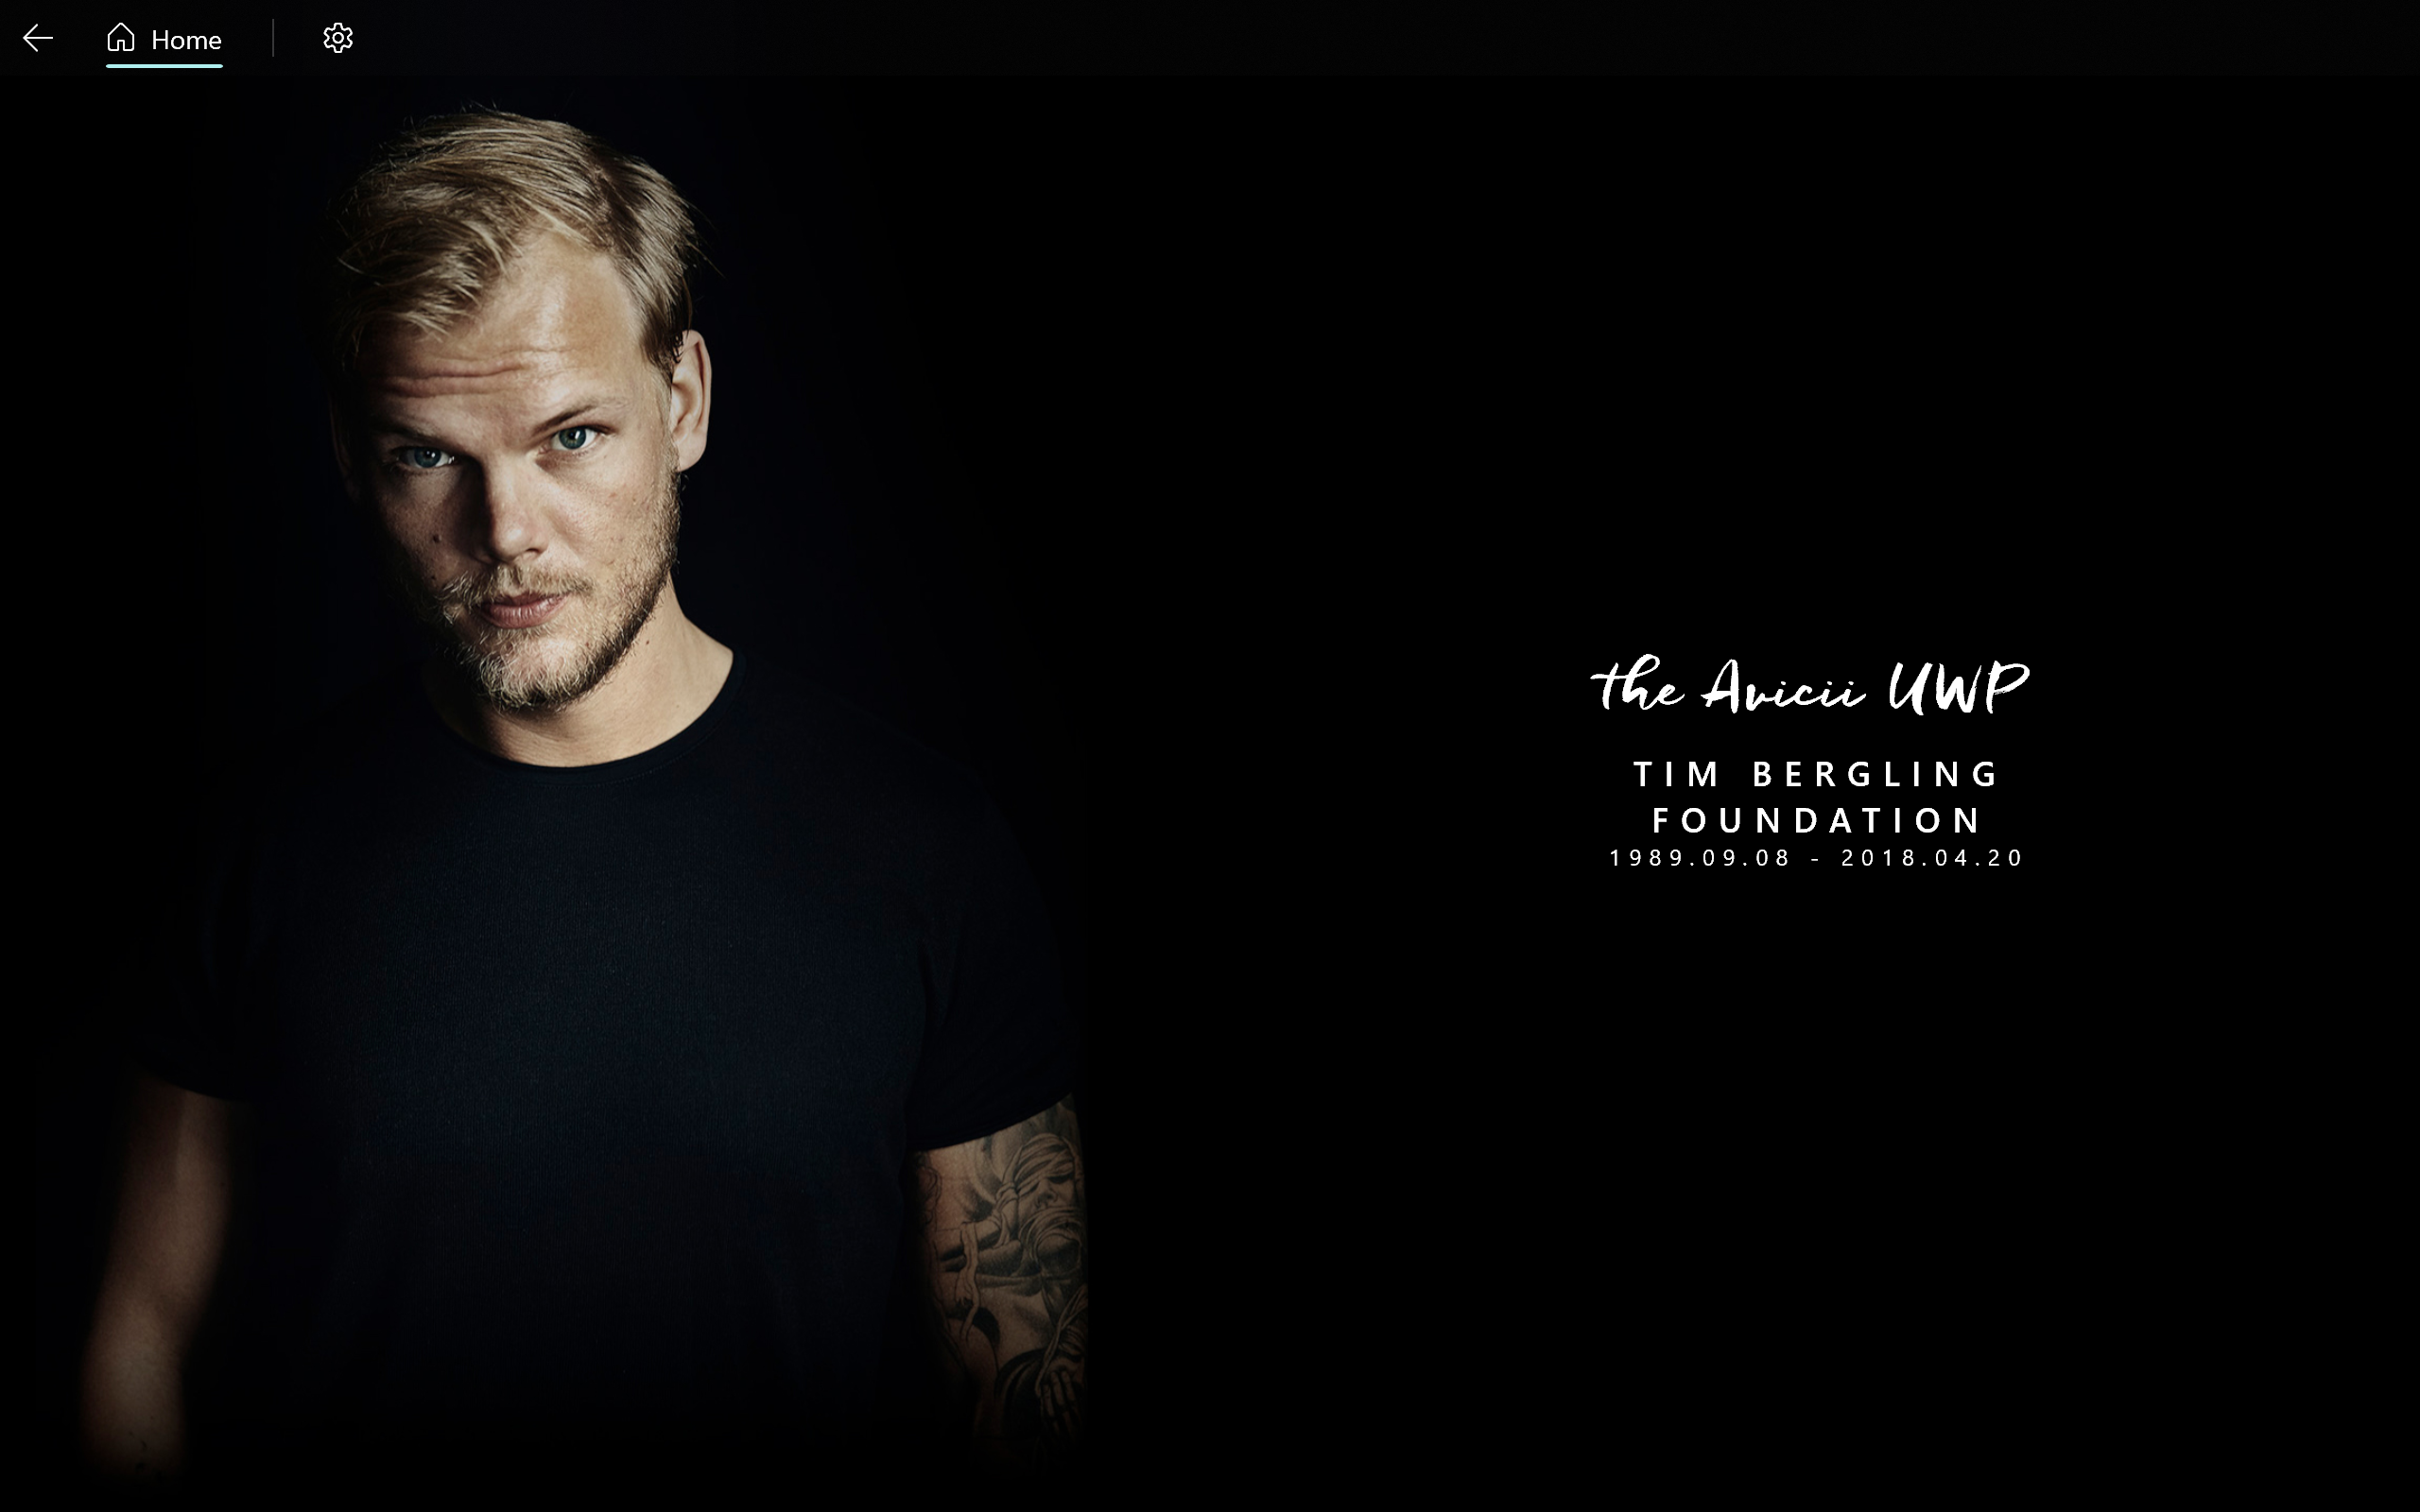 Home
the Avicii UWP
TIM BERGLING
FOUNDATION
1989.09.08 - 2018.04.20